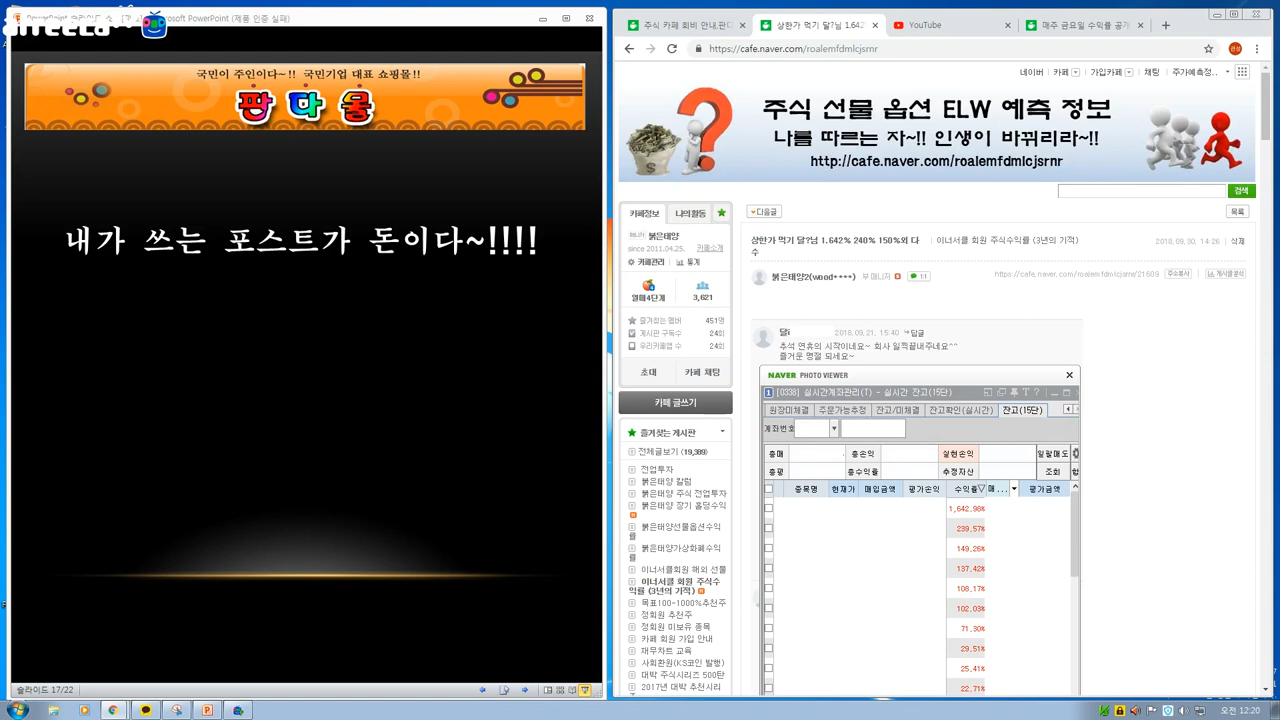 Microsoft PowerPoint (제품 인증 실패)
afreeca
국민이 주인이다~!! 국민기업 대표 쇼핑몰!!
판다몽
내가 쓰는 포스트가 돈이다~!!!!
슬라이드 17/22
주식 카페 회비 안내,판
상한가 먹기 달?님 1.642
YouTube
매주 금요일 수익률 공개
https://cafe.naver.com/roalemfdmlcjsrnr
네이버 카페 가입카페 채팅 주가예측정..
주식 선물 옵션 ELW 예측 정보
나를 따르는 자~!! 인생이 바뀌리라~!!
http://cafe.naver.com/roalemfdmlcjsrnr
검색
카페정보 나의활동
다음글
목록
매니저 붉은태양
since 2011.04.25. 카페소개
카페관리 통계
열매4단계 3,621
즐겨찾는 멤버 451명
게시판 구독수 24회
우리카페앱 수 24회
초대 카페 채팅
카페 글쓰기
즐겨찾는 게시판
전체글보기 (19,389)
전업투자
붉은태양 칼럼
붉은태양 주식 전업투자
붉은태양 장기 홀딩수익률
붉은태양선물옵션수익률
붉은태양가상화폐수익률
이너서클회원 해외 선물
이너서클 회원 주식수익률 (3년의 기적)
목표100-1000%추천주
정회원 추천주
정회원 미보유 종목
카페 회원 가입 안내
재무차트 교육
사회환원(KS코인 발행)
대박 주식시리즈 500탄
2017년 대박 추천시리
상한가 먹기 달?님 1.642% 240% 150%외 다수
이너서클 회원 주식수익률 (3년의 기적)
2018, 09, 30, 14:26 삭제
붉은태양2(wood****) 부매니저 1:1
https://cafe.naver.com/roalemfdmlcjsrnr/21609 주소복사 게시글 분석
2018, 09, 21, 15:40 답글
추석 연휴의 시작이네요~ 회사 일찍끝내주네요^^
즐거운 명절 되세요~
NAVER PHOTO VIEWER
[0338] 실시간계좌관리(T) - 실시간 잔고(15단)
원장미체결 주문가능추정 잔고/미체결 잔고확인(실시간) 잔고(15단)
계좌번호
총매 총손익 실현손익 일괄매도
총평 총수익률 추정자산 조회
종목명 현재가 매입금액 평가손익 수익률 매... 평가금액
1,642.98%
239.57%
149.26%
137.42%
108.17%
102.03%
71.30%
29.51%
25.41%
22.71%
오전 12:20